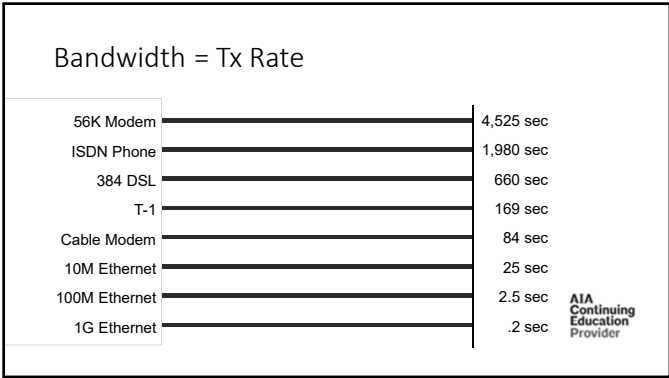 Bandwidth = Tx Rate
56K Modem 4,525 sec
ISDN Phone 1,980 sec
384 DSL 660 sec
T-1 169 sec
Cable Modem 84 sec
10M Ethernet 25 sec
100M Ethernet 2.5 sec
1G Ethernet .2 sec
AIA
Continuing
Education
Provider